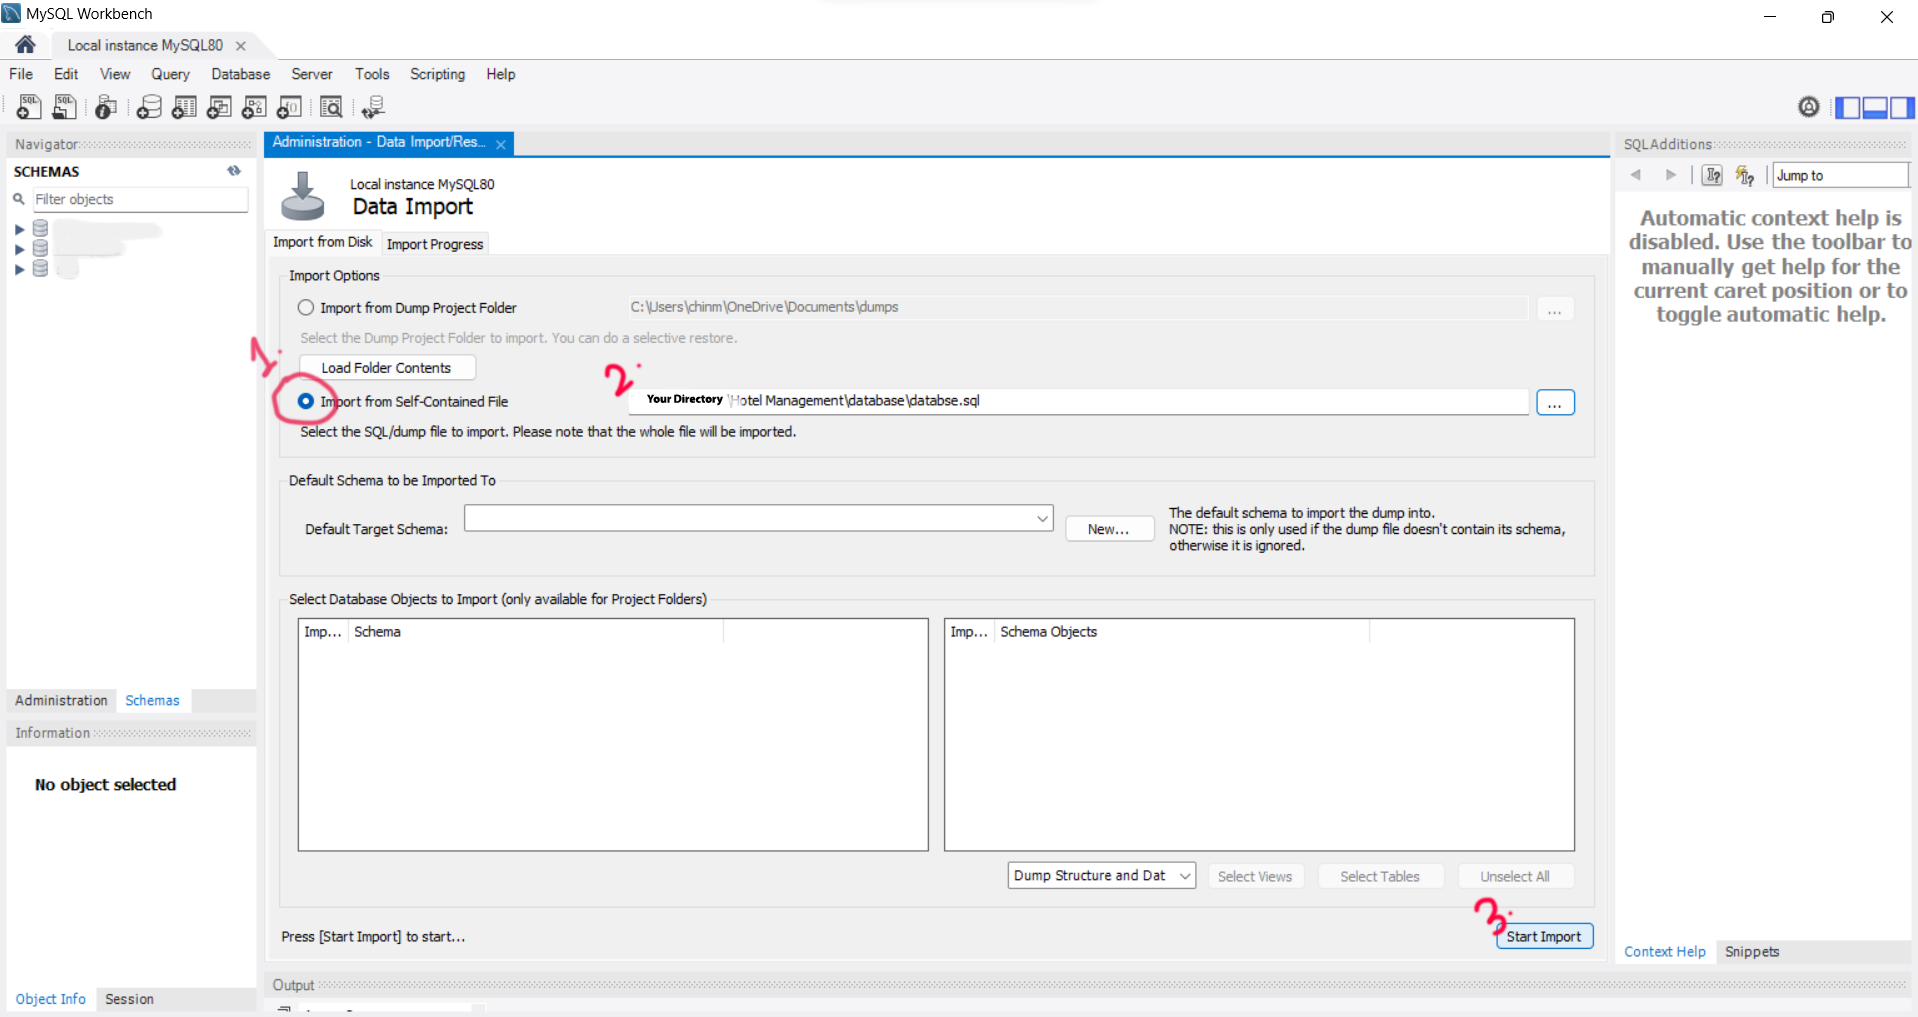 MySQL Workbench
Local instance MySQL80
File Edit View Query Database Server Tools Scripting Help
Navigator
SCHEMAS
Filter objects
Administration Schemas
Information
No object selected
Object Info Session
Administration - Data Import/Res...
Local instance MySQL80
Data Import
Import from Disk Import Progress
Import Options
Import from Dump Project Folder C:\Users\chinm\OneDrive\Documents\dumps ...
Select the Dump Project Folder to import. You can do a selective restore.
1.
Load Folder Contents
2.
Import from Self-Contained File Your Directory \Hotel Management\database\databse.sql ...
Select the SQL/dump file to import. Please note that the whole file will be imported.
Default Schema to be Imported To
Default Target Schema: New...
The default schema to import the dump into.
NOTE: this is only used if the dump file doesn't contain its schema,
otherwise it is ignored.
Select Database Objects to Import (only available for Project Folders)
Imp... Schema
Imp... Schema Objects
Dump Structure and Dat Select Views Select Tables Unselect All
3.
Press [Start Import] to start... Start Import
Output
SQLAdditions
Jump to
Automatic context help is
disabled. Use the toolbar to
manually get help for the
current caret position or to
toggle automatic help.
Context Help Snippets